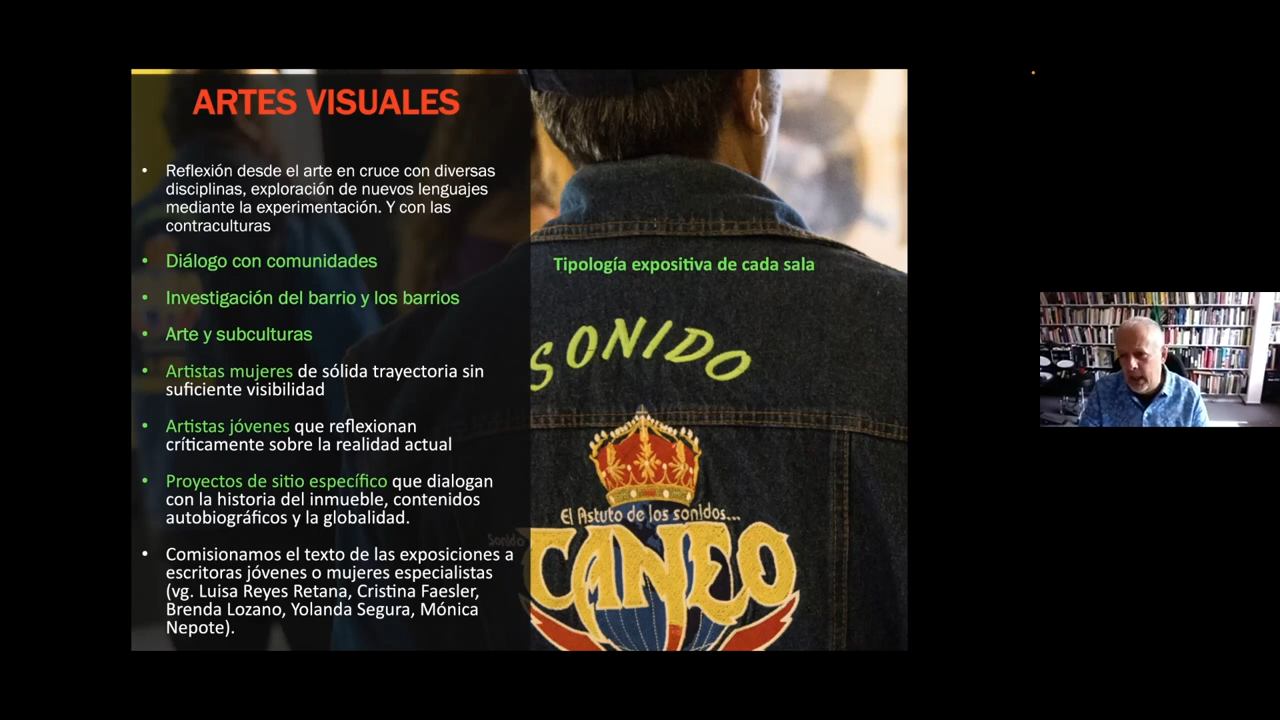 ARTES VISUALES
• Reflexión desde el arte en cruce con diversas
disciplinas, exploración de nuevos lenguajes
mediante la experimentación. Y con las
contraculturas
• Diálogo con comunidades
• Investigación del barrio y los barrios
• Arte y subculturas
• Artistas mujeres de sólida trayectoria sin
suficiente visibilidad
• Artistas jóvenes que reflexionan
críticamente sobre la realidad actual
• Proyectos de sitio específico que dialogan
con la historia del inmueble, contenidos
autobiográficos y la globalidad.
• Comisionamos el texto de las exposiciones a
escritoras jóvenes o mujeres especialistas
(vg. Luisa Reyes Retana, Cristina Faesler,
Brenda Lozano, Yolanda Segura, Mónica
Nepote).
Tipología expositiva de cada sala
SONIDO
El Astuto de los sonidos...
Sonido
CANEO